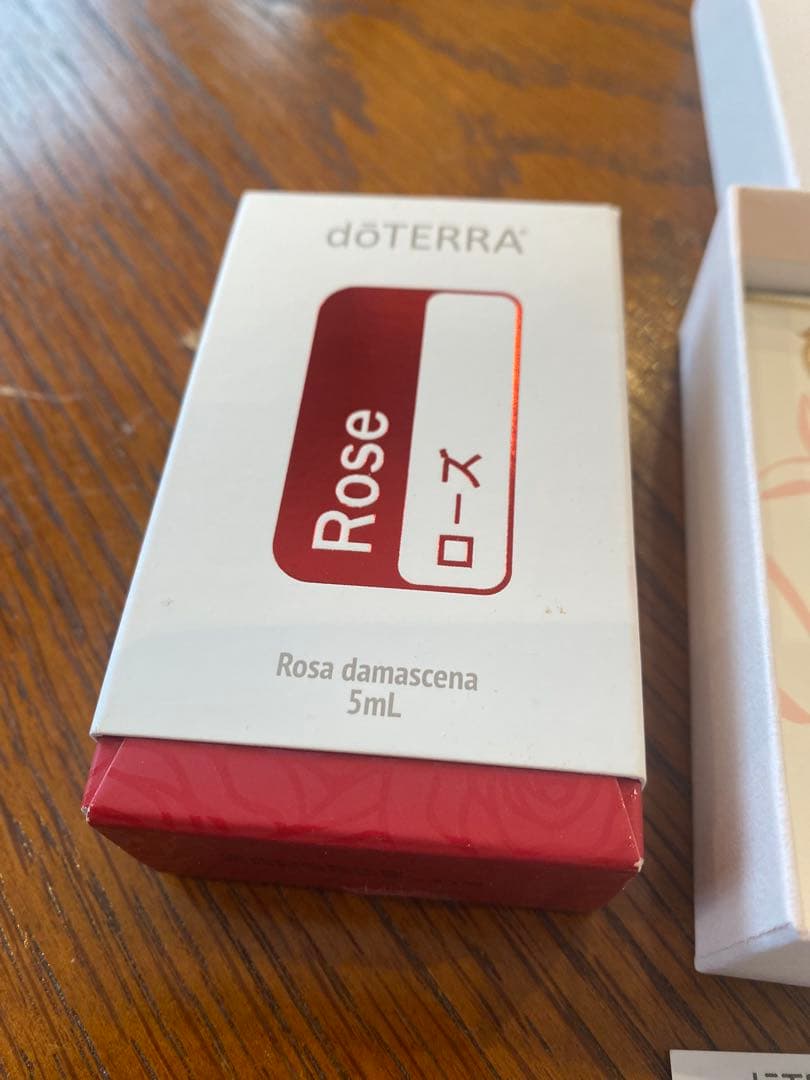 dōTERRA®
Rose
ローズ
Rosa damascena
5mL